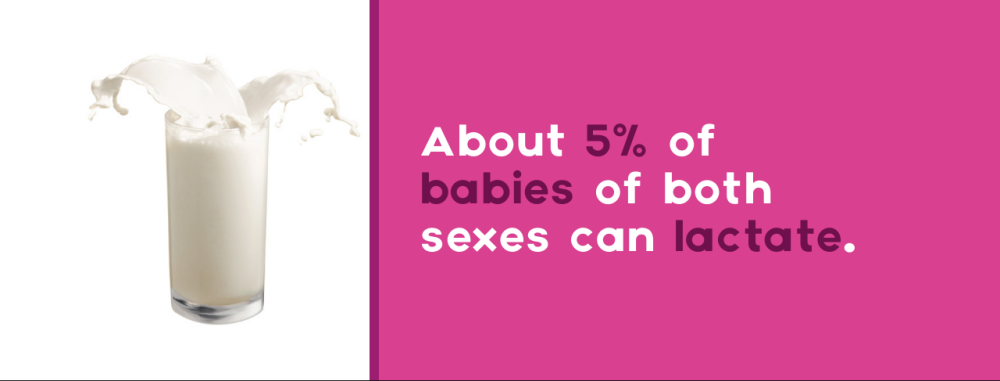 About 5% of
babies of both
sexes can lactate.